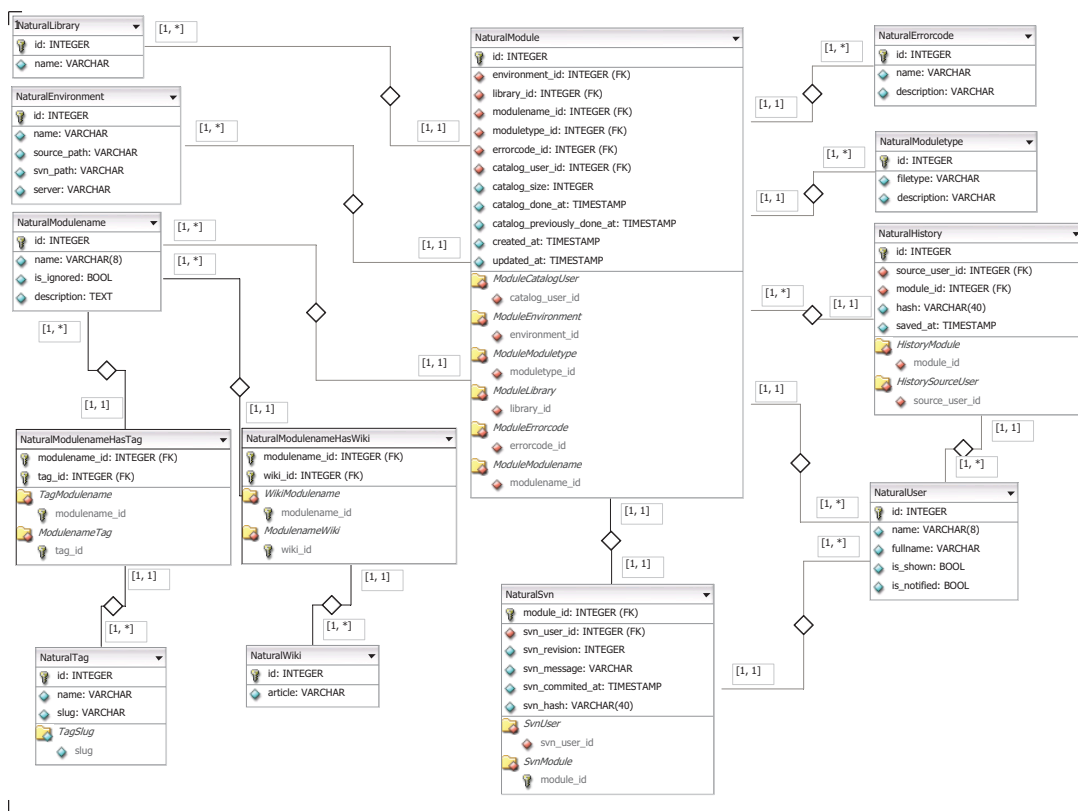 NaturalLibrary
id: INTEGER
name: VARCHAR
[1, *]
[1, 1]
NaturalEnvironment
id: INTEGER
name: VARCHAR
source_path: VARCHAR
svn_path: VARCHAR
server: VARCHAR
[1, *]
[1, 1]
NaturalModulename
id: INTEGER
name: VARCHAR(8)
is_ignored: BOOL
description: TEXT
[1, *]
[1, *]
[1, *]
[1, 1]
[1, 1]
[1, 1]
NaturalModulenameHasTag
modulename_id: INTEGER (FK)
tag_id: INTEGER (FK)
TagModulename
modulename_id
ModulenameTag
tag_id
[1, 1]
[1, *]
NaturalTag
id: INTEGER
name: VARCHAR
slug: VARCHAR
TagSlug
slug
NaturalModulenameHasWiki
modulename_id: INTEGER (FK)
wiki_id: INTEGER (FK)
WikiModulename
modulename_id
ModulenameWiki
wiki_id
[1, 1]
[1, *]
NaturalWiki
id: INTEGER
article: VARCHAR
NaturalModule
id: INTEGER
environment_id: INTEGER (FK)
library_id: INTEGER (FK)
modulename_id: INTEGER (FK)
moduletype_id: INTEGER (FK)
errorcode_id: INTEGER (FK)
catalog_user_id: INTEGER (FK)
catalog_size: INTEGER
catalog_done_at: TIMESTAMP
catalog_previously_done_at: TIMESTAMP
created_at: TIMESTAMP
updated_at: TIMESTAMP
ModuleCatalogUser
catalog_user_id
ModuleEnvironment
environment_id
ModuleModuletype
moduletype_id
ModuleLibrary
library_id
ModuleErrorcode
errorcode_id
ModuleModulename
modulename_id
[1, 1]
[1, 1]
NaturalSvn
module_id: INTEGER (FK)
svn_user_id: INTEGER (FK)
svn_revision: INTEGER
svn_message: VARCHAR
svn_commited_at: TIMESTAMP
svn_hash: VARCHAR(40)
SvnUser
svn_user_id
SvnModule
module_id
[1, *]
[1, 1]
NaturalErrorcode
id: INTEGER
name: VARCHAR
description: VARCHAR
[1, *]
[1, 1]
NaturalModuletype
id: INTEGER
filetype: VARCHAR
description: VARCHAR
[1, *]
[1, 1]
NaturalHistory
id: INTEGER
source_user_id: INTEGER (FK)
module_id: INTEGER (FK)
hash: VARCHAR(40)
saved_at: TIMESTAMP
HistoryModule
module_id
HistorySourceUser
source_user_id
[1, 1]
[1, 1]
[1, *]
[1, *]
NaturalUser
id: INTEGER
name: VARCHAR(8)
fullname: VARCHAR
is_shown: BOOL
is_notified: BOOL
[1, *]
[1, 1]